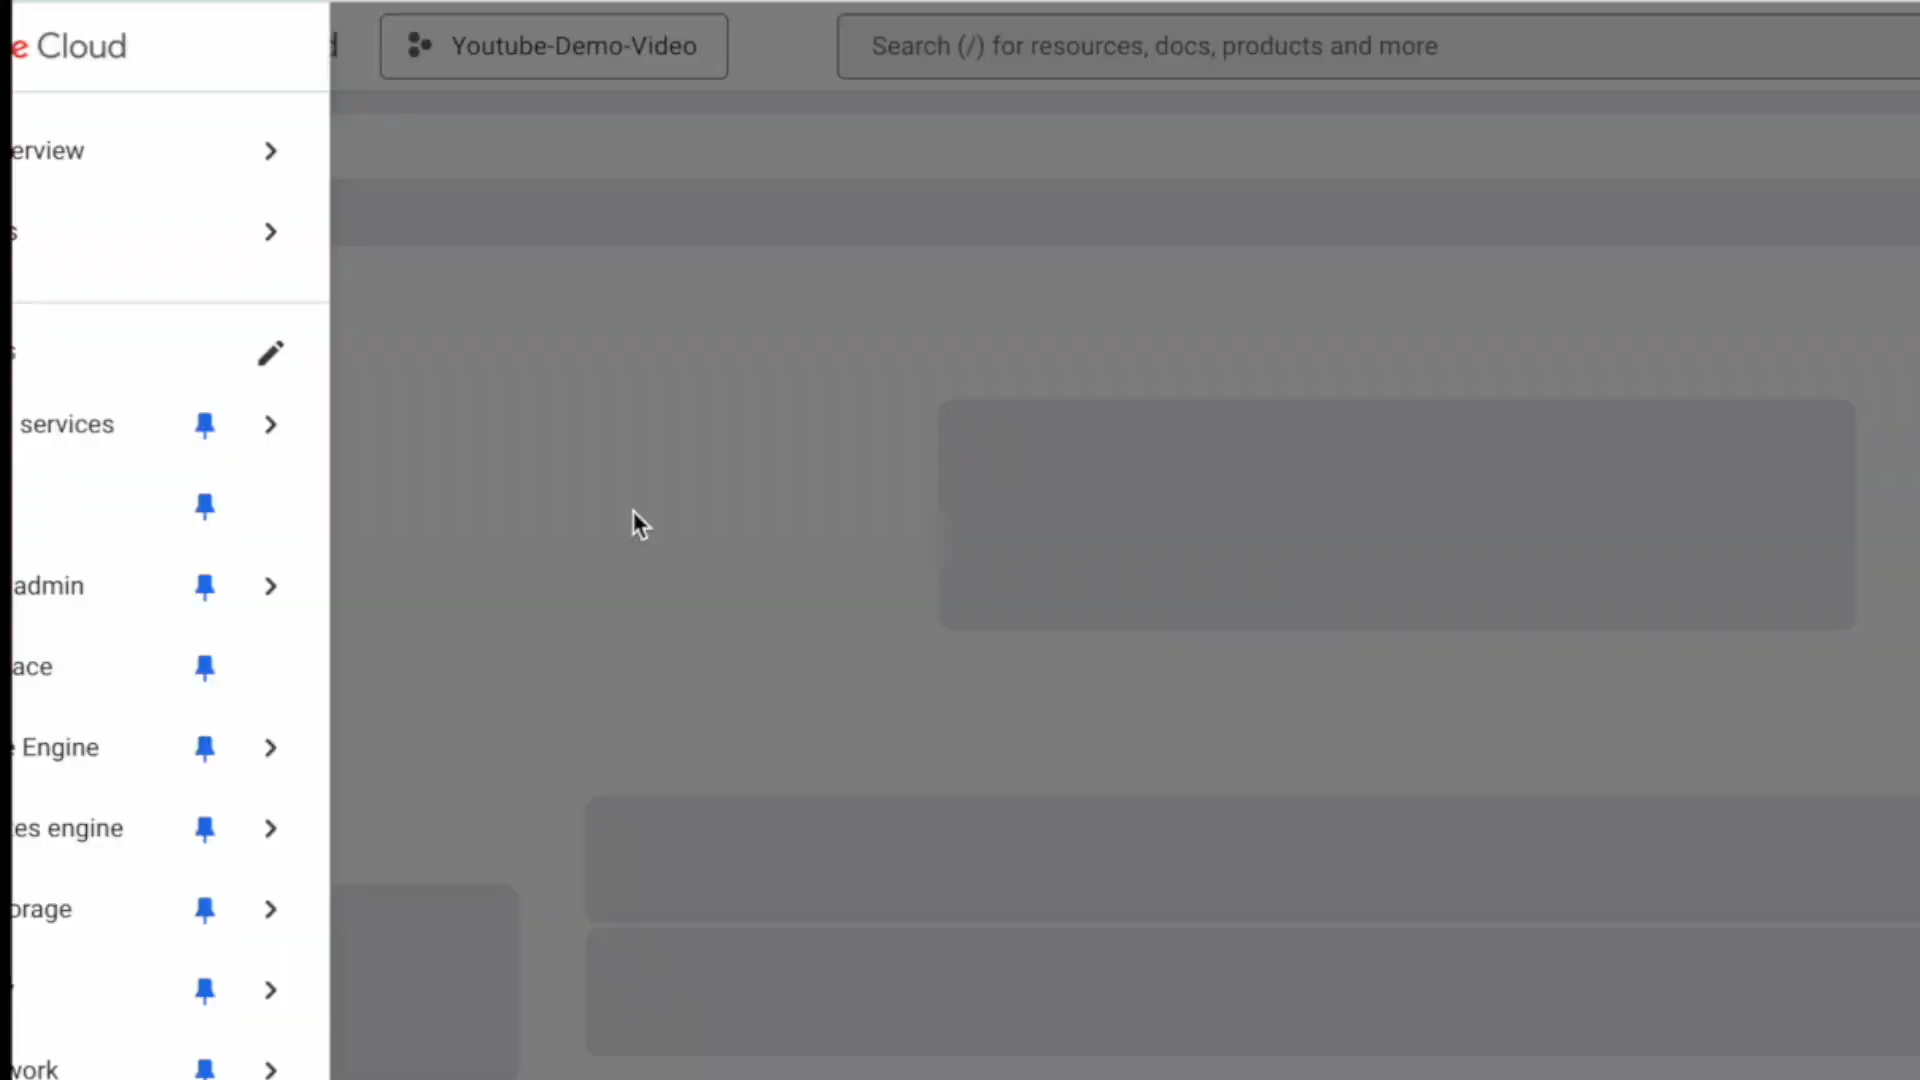 e Cloud
Youtube-Demo-Video
Search (/) for resources, docs, products and more
erview
s
s
services
admin
ace
e Engine
es engine
orage
work